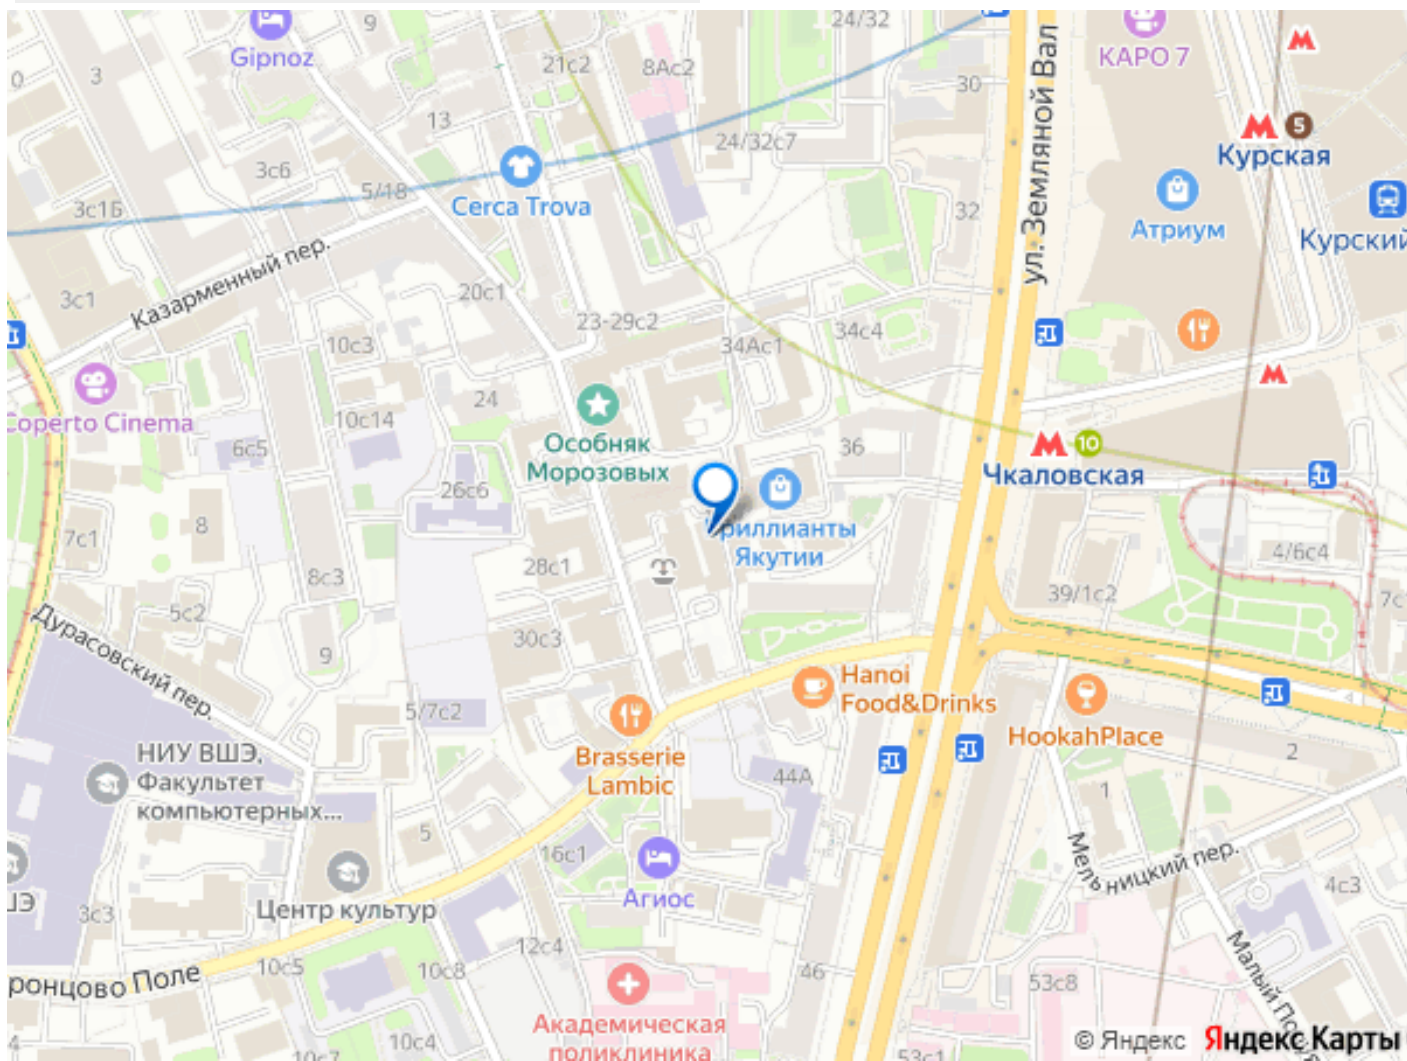 Gipnoz
9
3
0
21с2
8Ас2
24/32
30
КАРО 7
ул. Земляной Вал
13
24/32с7
5
Курская
3с6
5/18
3с1Б
Cerca Trova
32
Атриум
Курский
Казарменный пер.
3с1
20с1
23-29с2
34с4
34Ас1
10с3
24
Coperto Cinema
10с14
6с5
Особняк
Морозовых
36
10
Чкаловская
26с6
8
7с1
Якутии
4/6с4
28с1
8с3
39/1с2
7с
5с2
Дурасовский пер.
30с3
9
Hanoi
Food&Drinks
5/7с2
HookahPlace
Brasserie
Lambic
НИУ ВШЭ,
Факультет
компьютерных...
44А
2
1
5
16с1
Мельницкий пер.
Агиос
4с3
3с3
Центр культур
12с4
10с5
10с8
46
53с8
ронцово Поле
Академическая
поликлиника
10с4
10с7
53с1
© Яндекс Яндекс Карты